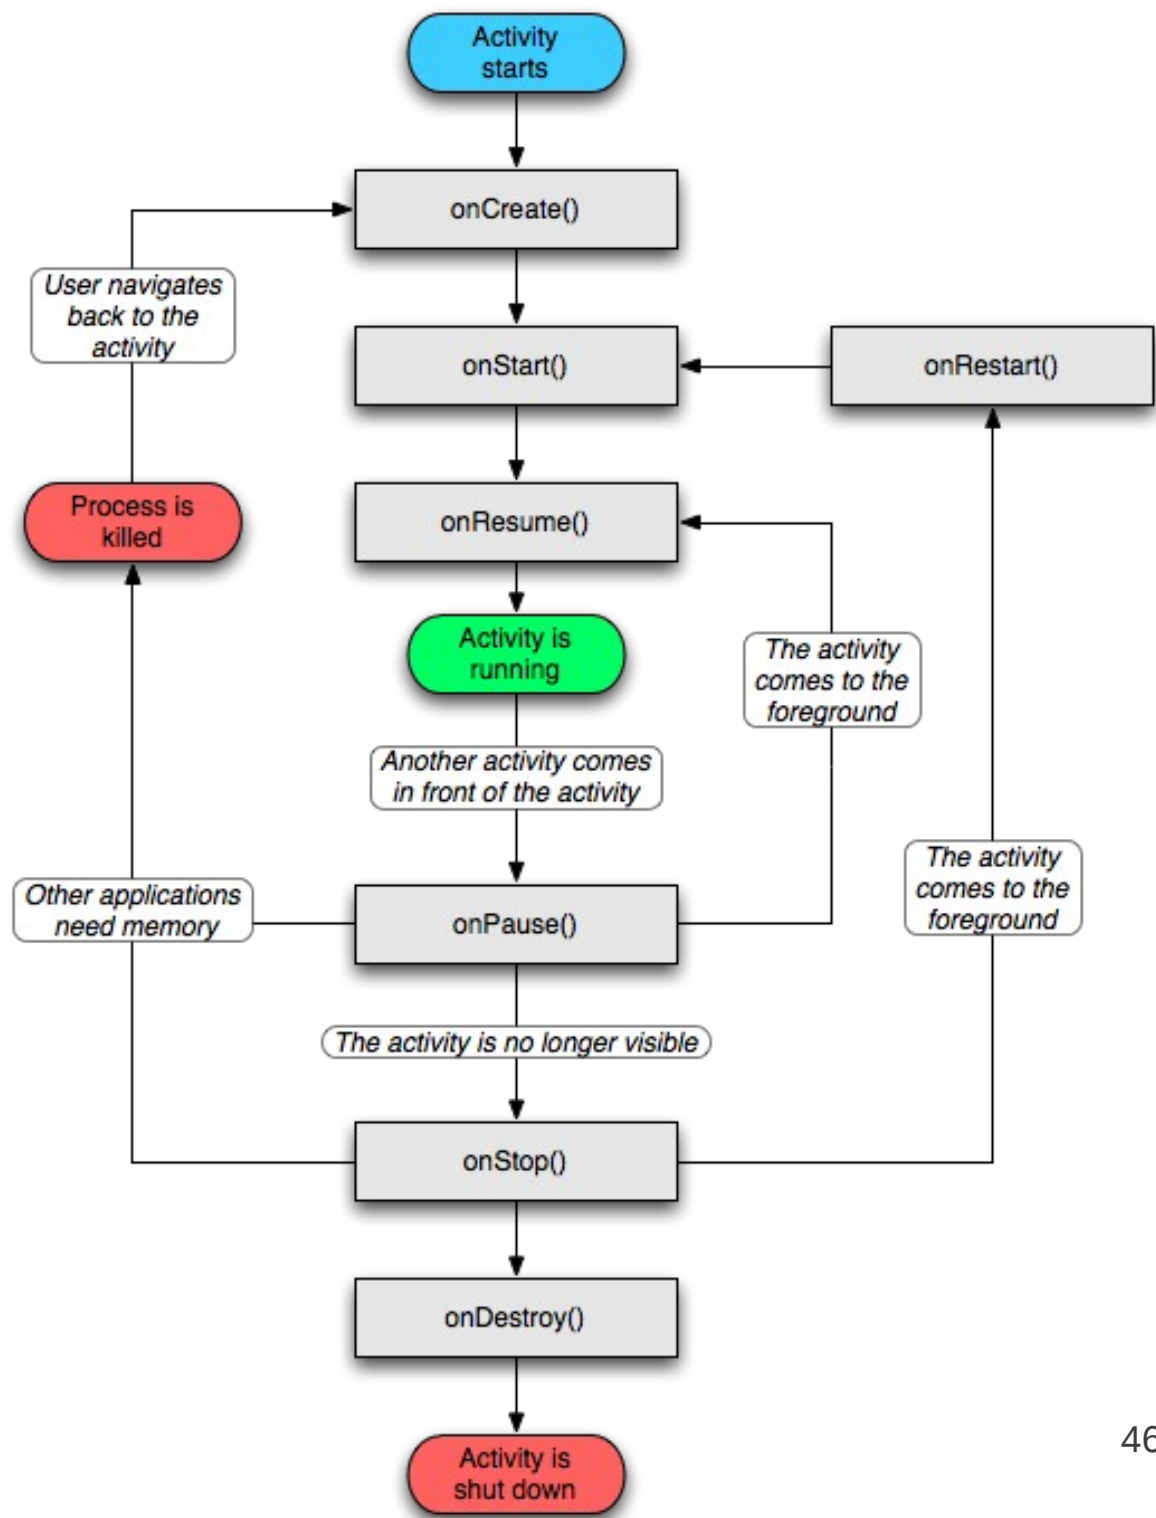 Activity
starts
onCreate()
User navigates
back to the
activity
onStart()
onRestart()
Process is
killed
onResume()
Activity is
running
The activity
comes to the
foreground
Another activity comes
in front of the activity
The activity
comes to the
foreground
Other applications
need memory
onPause()
The activity is no longer visible
onStop()
onDestroy()
Activity is
shut down
46